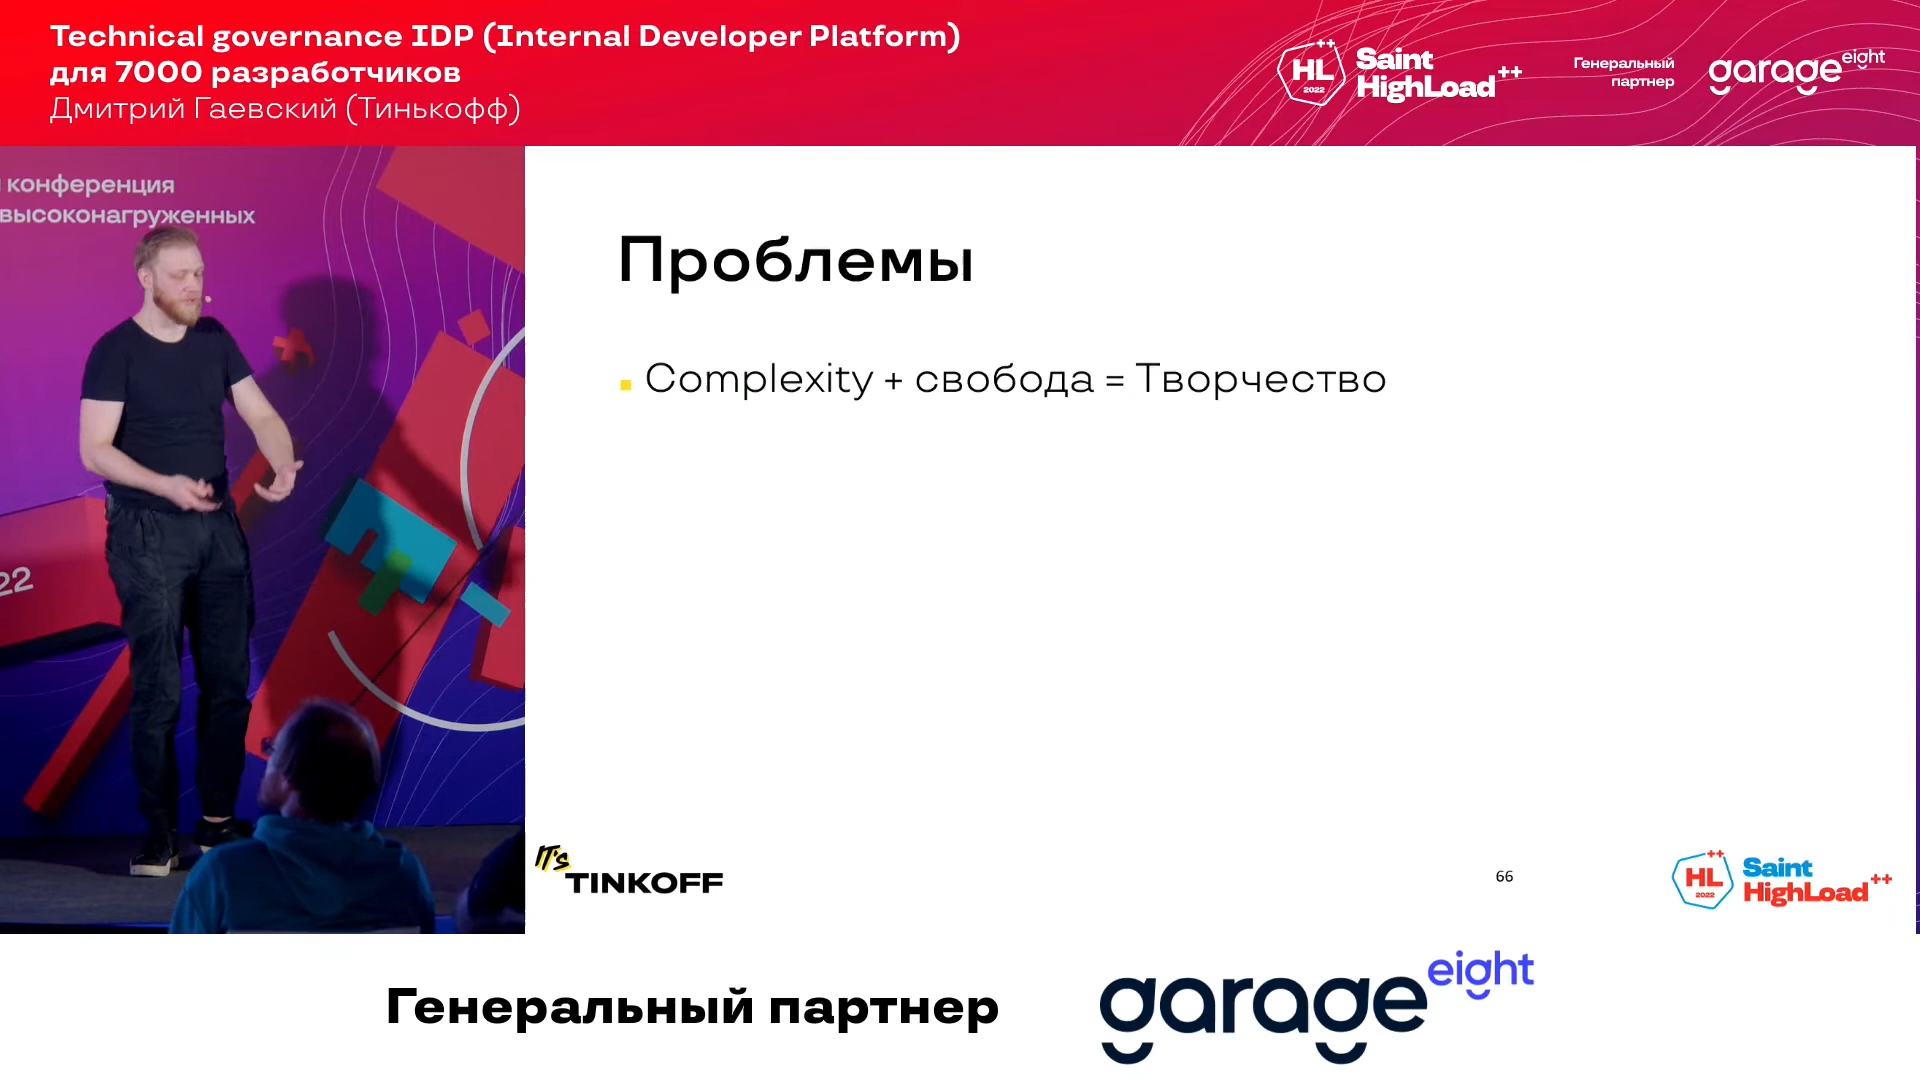 Technical governance IDP (Internal Developer Platform)
для 7000 разработчиков
Дмитрий Гаевский (Тинькофф)
HL++
2022
Saint
HighLoad++
Генеральный
партнер
garage eight
конференция
высоконагруженных
22
Проблемы
Complexity + свобода = Творчество
IT's
TINKOFF
66
HL++
2022
Saint
HighLoad++
Генеральный партнер
garage eight